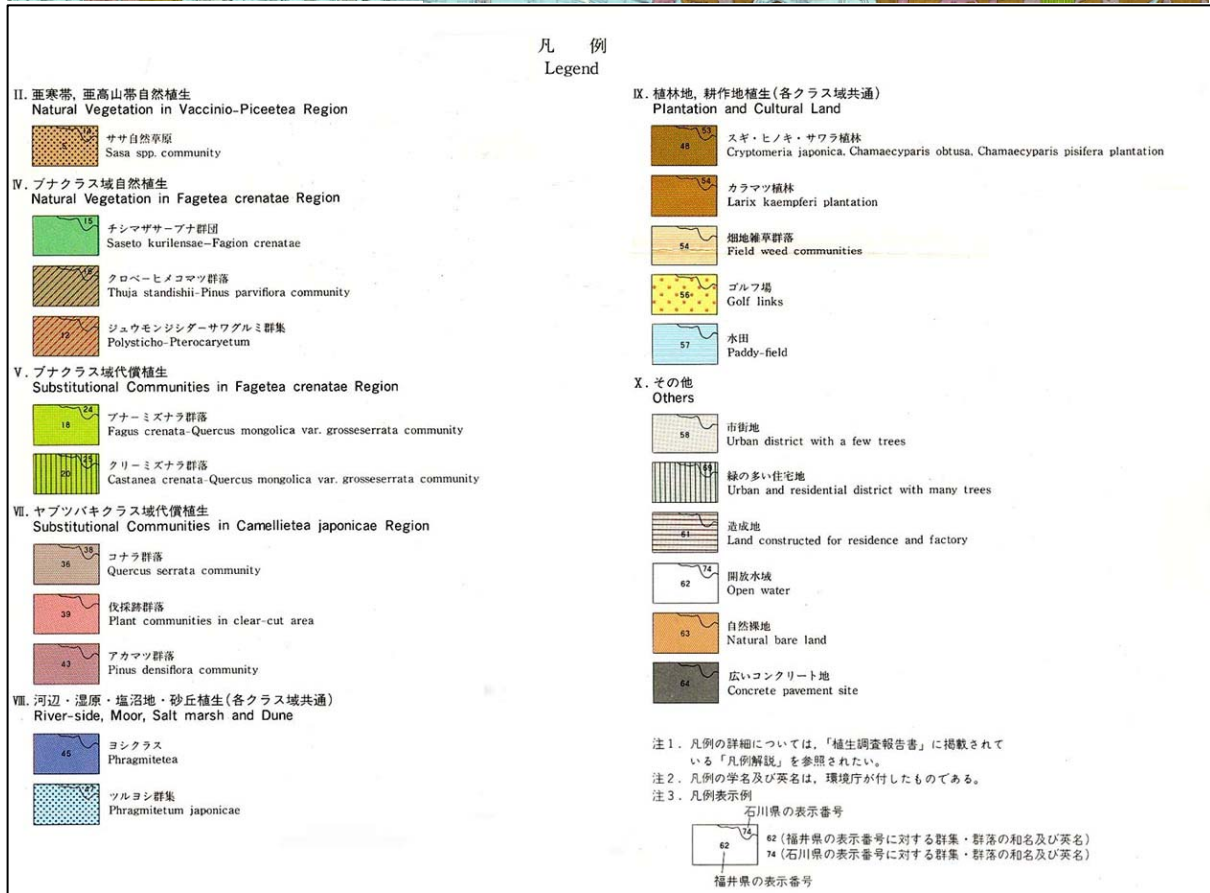 凡 例
Legend
II. 亜寒帯, 亜高山帯自然植生
Natural Vegetation in Vaccinio-Piceetea Region
5
ササ自然草原
Sasa spp. community
IV. ブナクラス域自然植生
Natural Vegetation in Fagetea crenatae Region
15
チシマザサーブナ群団
Saseto kurilensae-Fagion crenatae
16
クロベーヒメコマツ群落
Thuja standishii-Pinus parviflora community
12
ジュウモンジシダーサワグルミ群集
Polysticho-Pterocaryetum
V. ブナクラス域代償植生
Substitutional Communities in Fagetea crenatae Region
24
18
ブナーミズナラ群落
Fagus crenata-Quercus mongolica var. grosseserrata community
25
20
クリーミズナラ群落
Castanea crenata-Quercus mongolica var. grosseserrata community
VII. ヤブツバキクラス域代償植生
Substitutional Communities in Camellietea japonicae Region
38
36
コナラ群落
Quercus serrata community
39
伐採跡群落
Plant communities in clear-cut area
43
アカマツ群落
Pinus densiflora community
VIII. 河辺・湿原・塩沼地・砂丘植生(各クラス域共通)
River-side, Moor, Salt marsh and Dune
45
ヨシクラス
Phragmitetea
47
ツルヨシ群集
Phragmitetum japonicae
IX. 植林地, 耕作地植生(各クラス域共通)
Plantation and Cultural Land
53
48
スギ・ヒノキ・サワラ植林
Cryptomeria japonica, Chamaecyparis obtusa, Chamaecyparis pisifera plantation
54
カラマツ植林
Larix kaempferi plantation
54
畑地雑草群落
Field weed communities
56
ゴルフ場
Golf links
57
水田
Paddy-field
X. その他
Others
58
市街地
Urban district with a few trees
69
緑の多い住宅地
Urban and residential district with many trees
61
造成地
Land constructed for residence and factory
74
62
開放水域
Open water
63
自然裸地
Natural bare land
64
広いコンクリート地
Concrete pavement site
注1. 凡例の詳細については,「植生調査報告書」に掲載されて
いる「凡例解説」を参照されたい。
注2. 凡例の学名及び英名は, 環境庁が付したものである。
注3. 凡例表示例
石川県の表示番号
74
62
62 (福井県の表示番号に対する群集・群落の和名及び英名)
74 (石川県の表示番号に対する群集・群落の和名及び英名)
福井県の表示番号